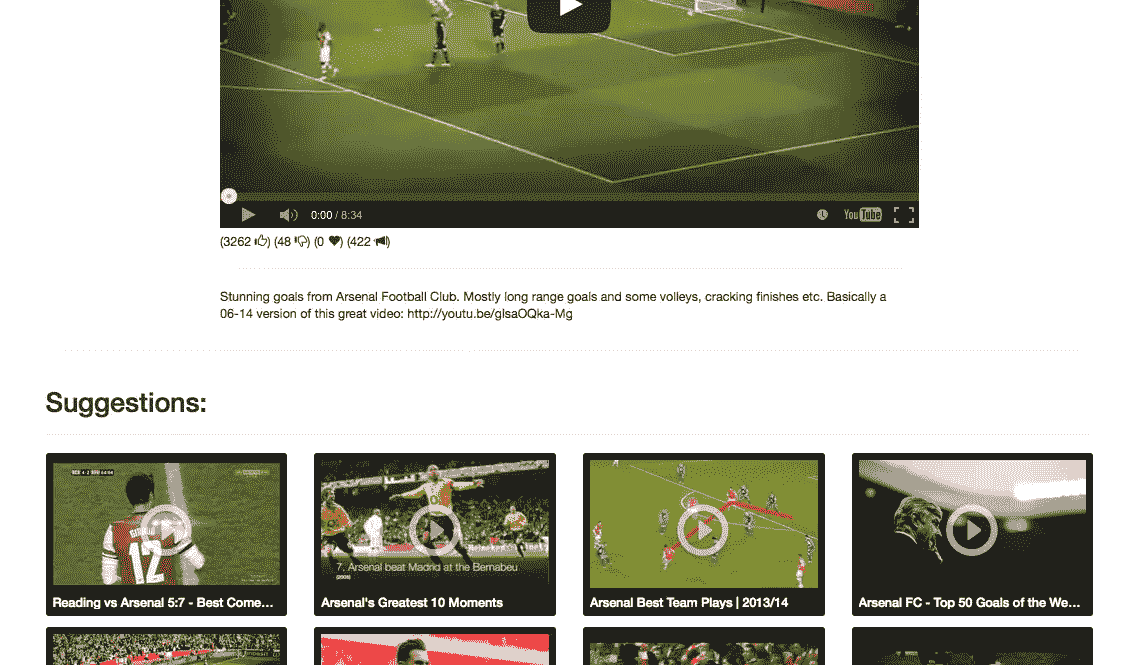 0:00 / 8:34
YouTube
(3262 ) (48 ) (0 ) (422 )
Stunning goals from Arsenal Football Club. Mostly long range goals and some volleys, cracking finishes etc. Basically a
06-14 version of this great video: http://youtu.be/glsaOQka-Mg
Suggestions:
12
7. Arsenal beat Madrid at the Bernabeu
Reading vs Arsenal 5:7 - Best Come...
Arsenal's Greatest 10 Moments
Arsenal Best Team Plays | 2013/14
Arsenal FC - Top 50 Goals of the We...